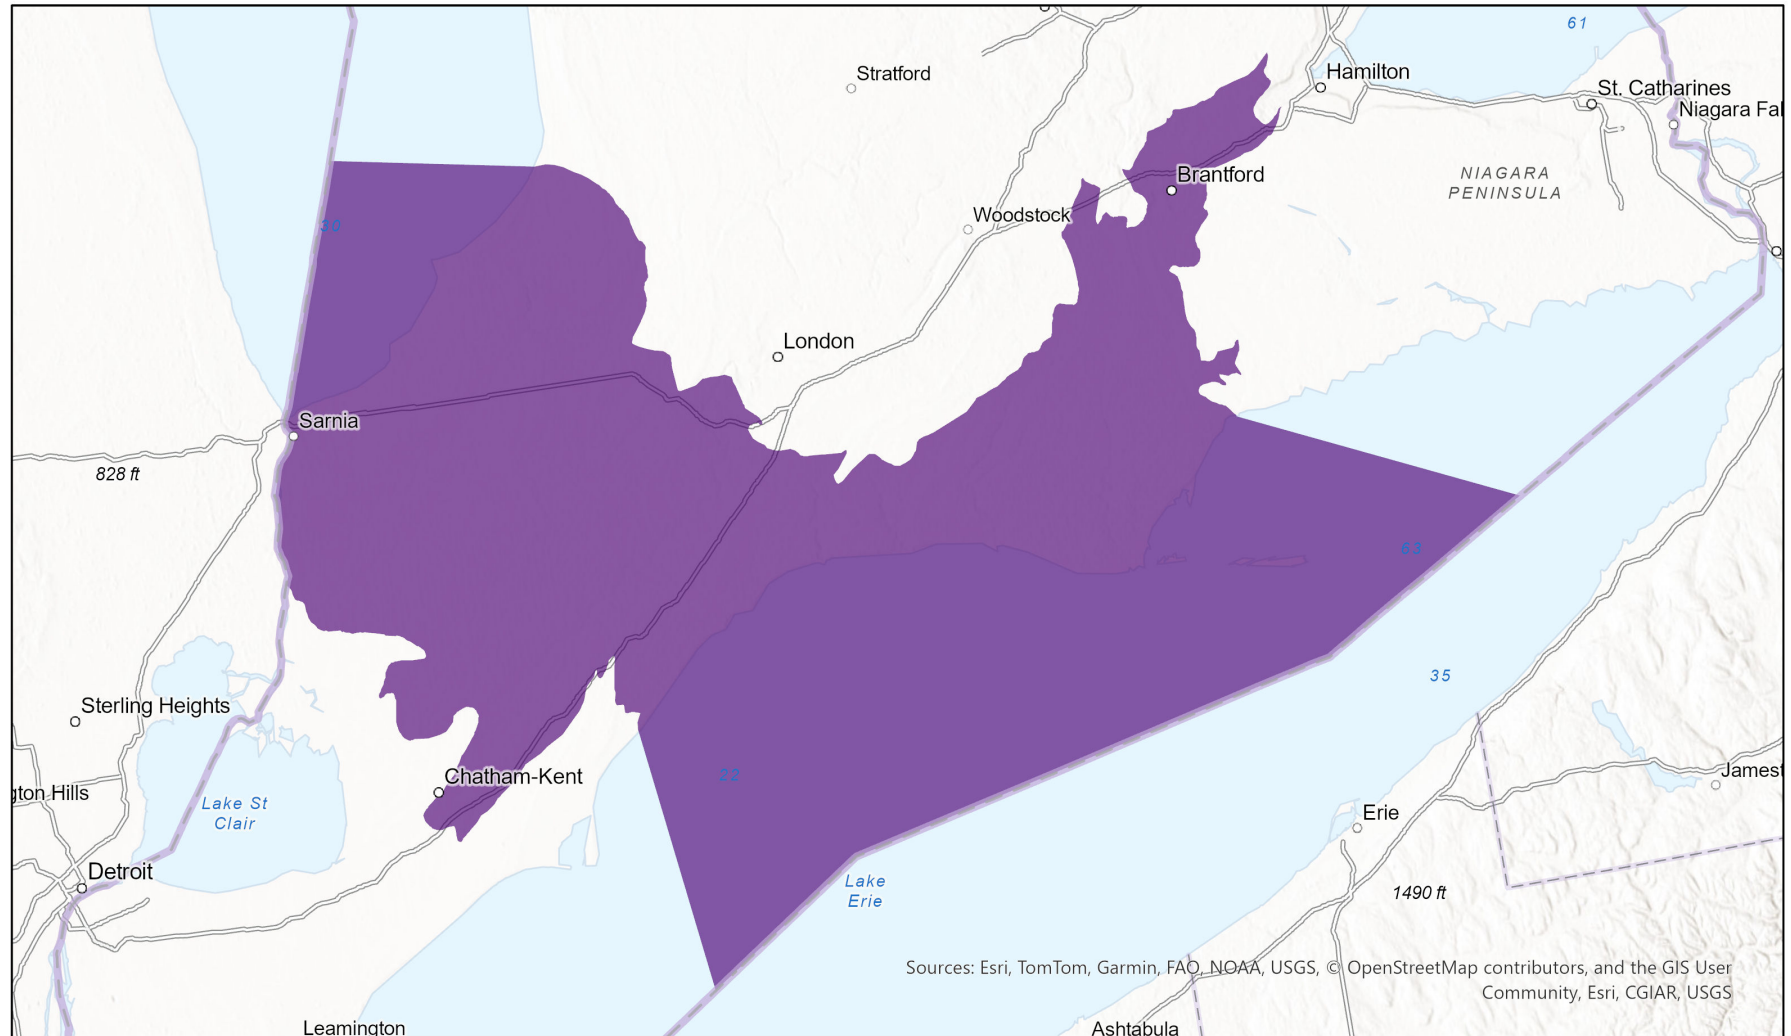 61
Stratford
Hamilton
St. Catharines
Niagara Fal
NIAGARA
PENINSULA
Brantford
Woodstock
30
London
Sarnia
828 ft
63
35
Sterling Heights
22
Chatham-Kent
Jamest
gton Hills
Lake St
Clair
Erie
Detroit
Lake
Erie
1490 ft
Sources: Esri, TomTom, Garmin, FAO, NOAA, USGS, © OpenStreetMap contributors, and the GIS User
Community, Esri, CGIAR, USGS
Leamington
Ashtabula